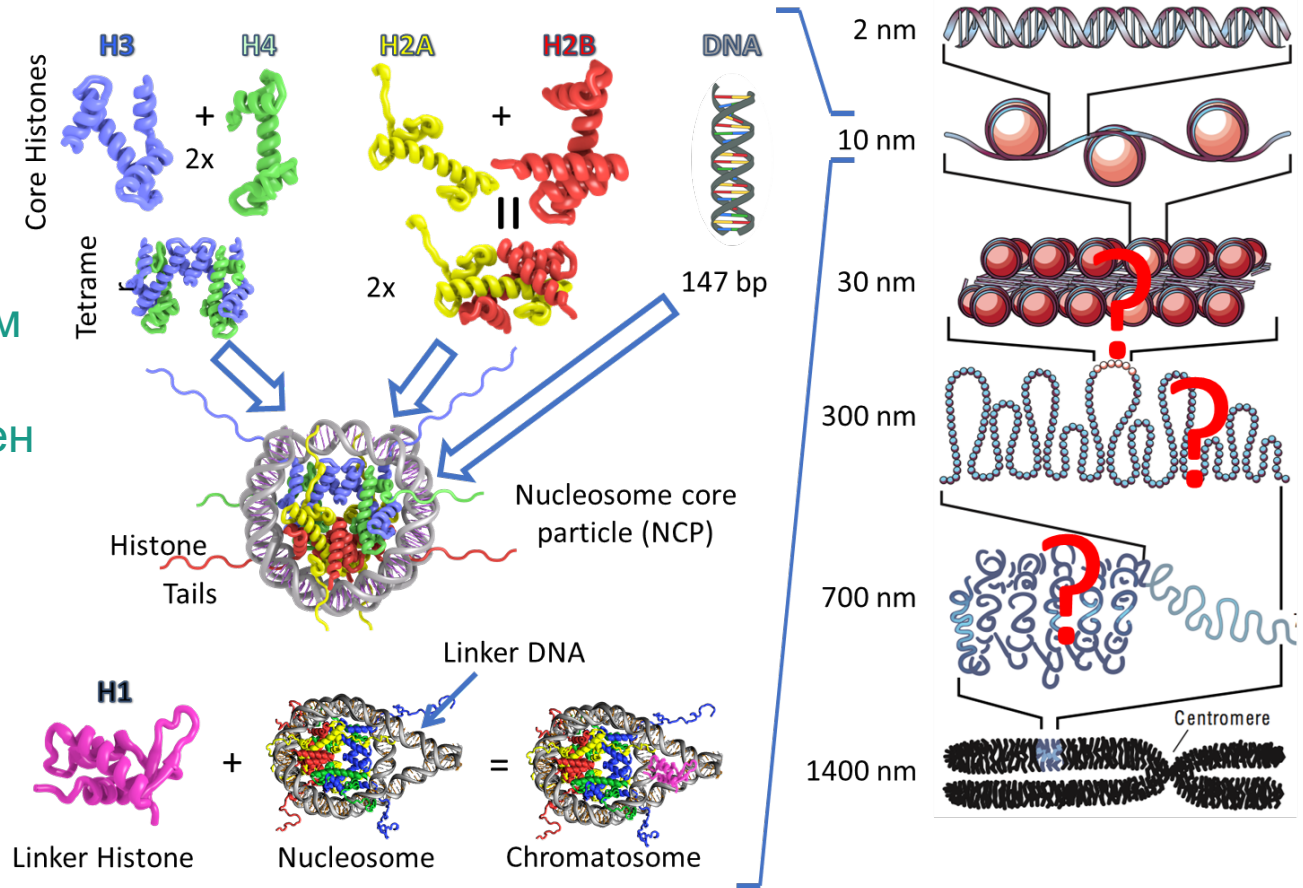 H3
H4
H2A
H2B
DNA
Core Histones
+
2x
+
=
Tetrame
r
2x
147 bp
м
ен
Nucleosome core
particle (NCP)
Histone
Tails
Linker DNA
H1
+
=
Linker Histone
Nucleosome
Chromatosome
2 nm
10 nm
30 nm
?
300 nm
?
700 nm
?
Centromere
1400 nm